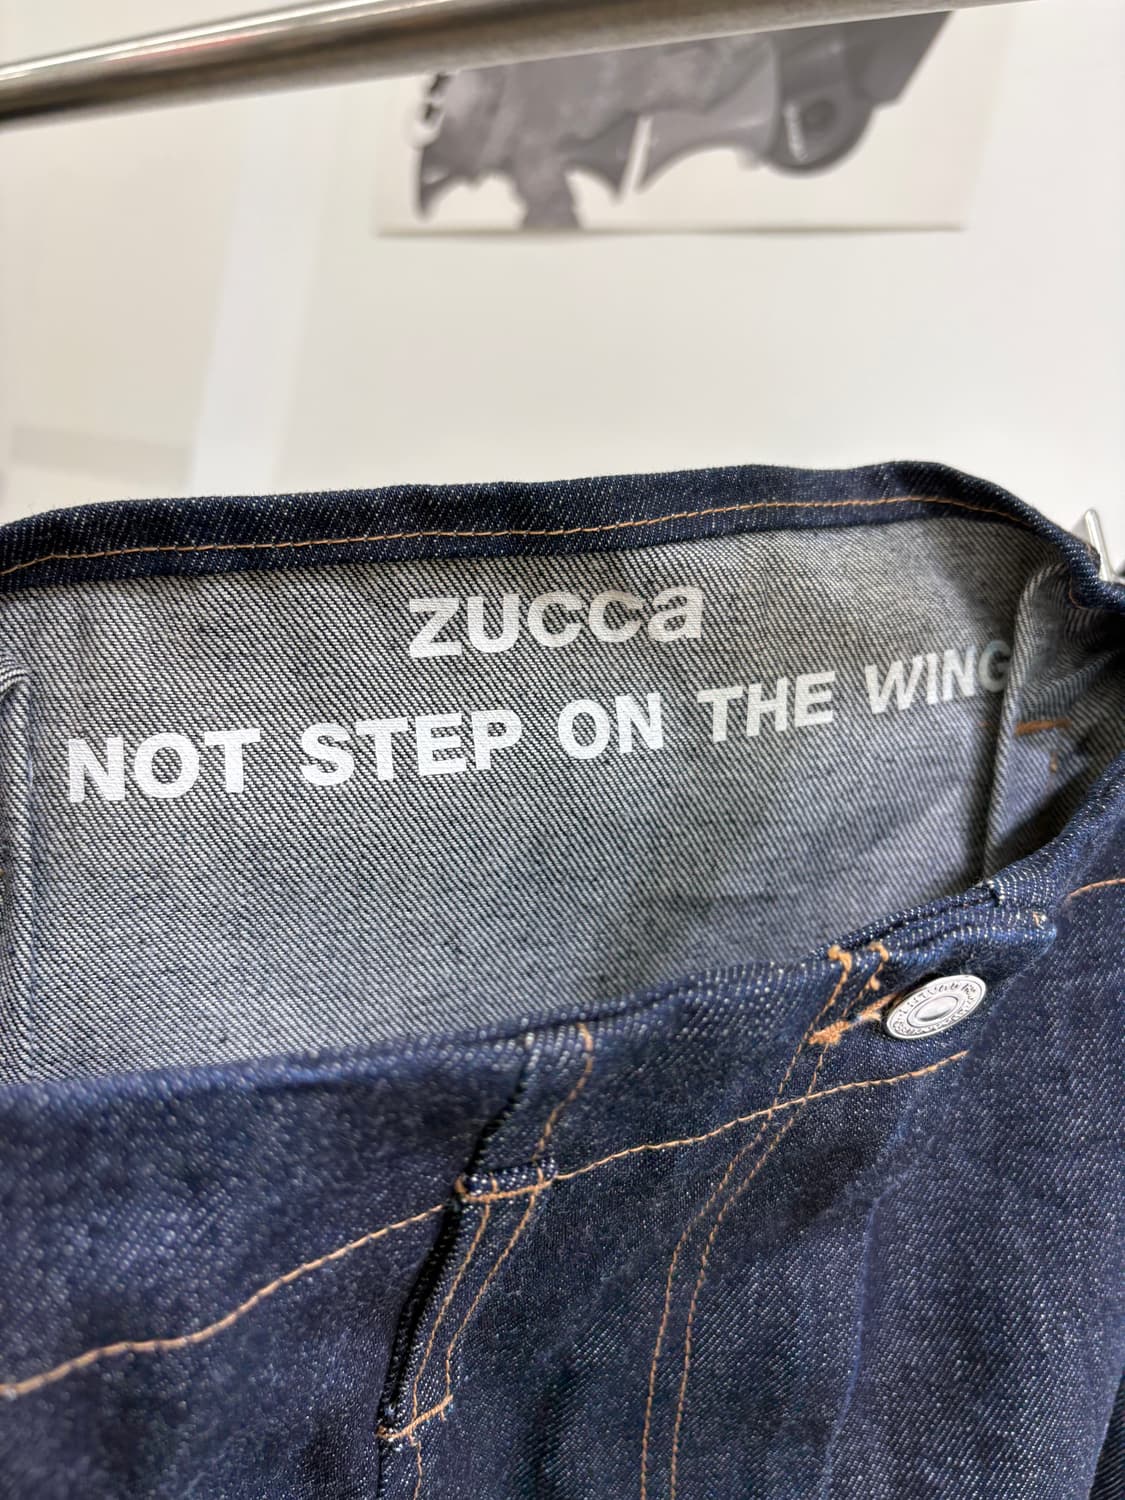 zucca
NOT STEP ON THE WING